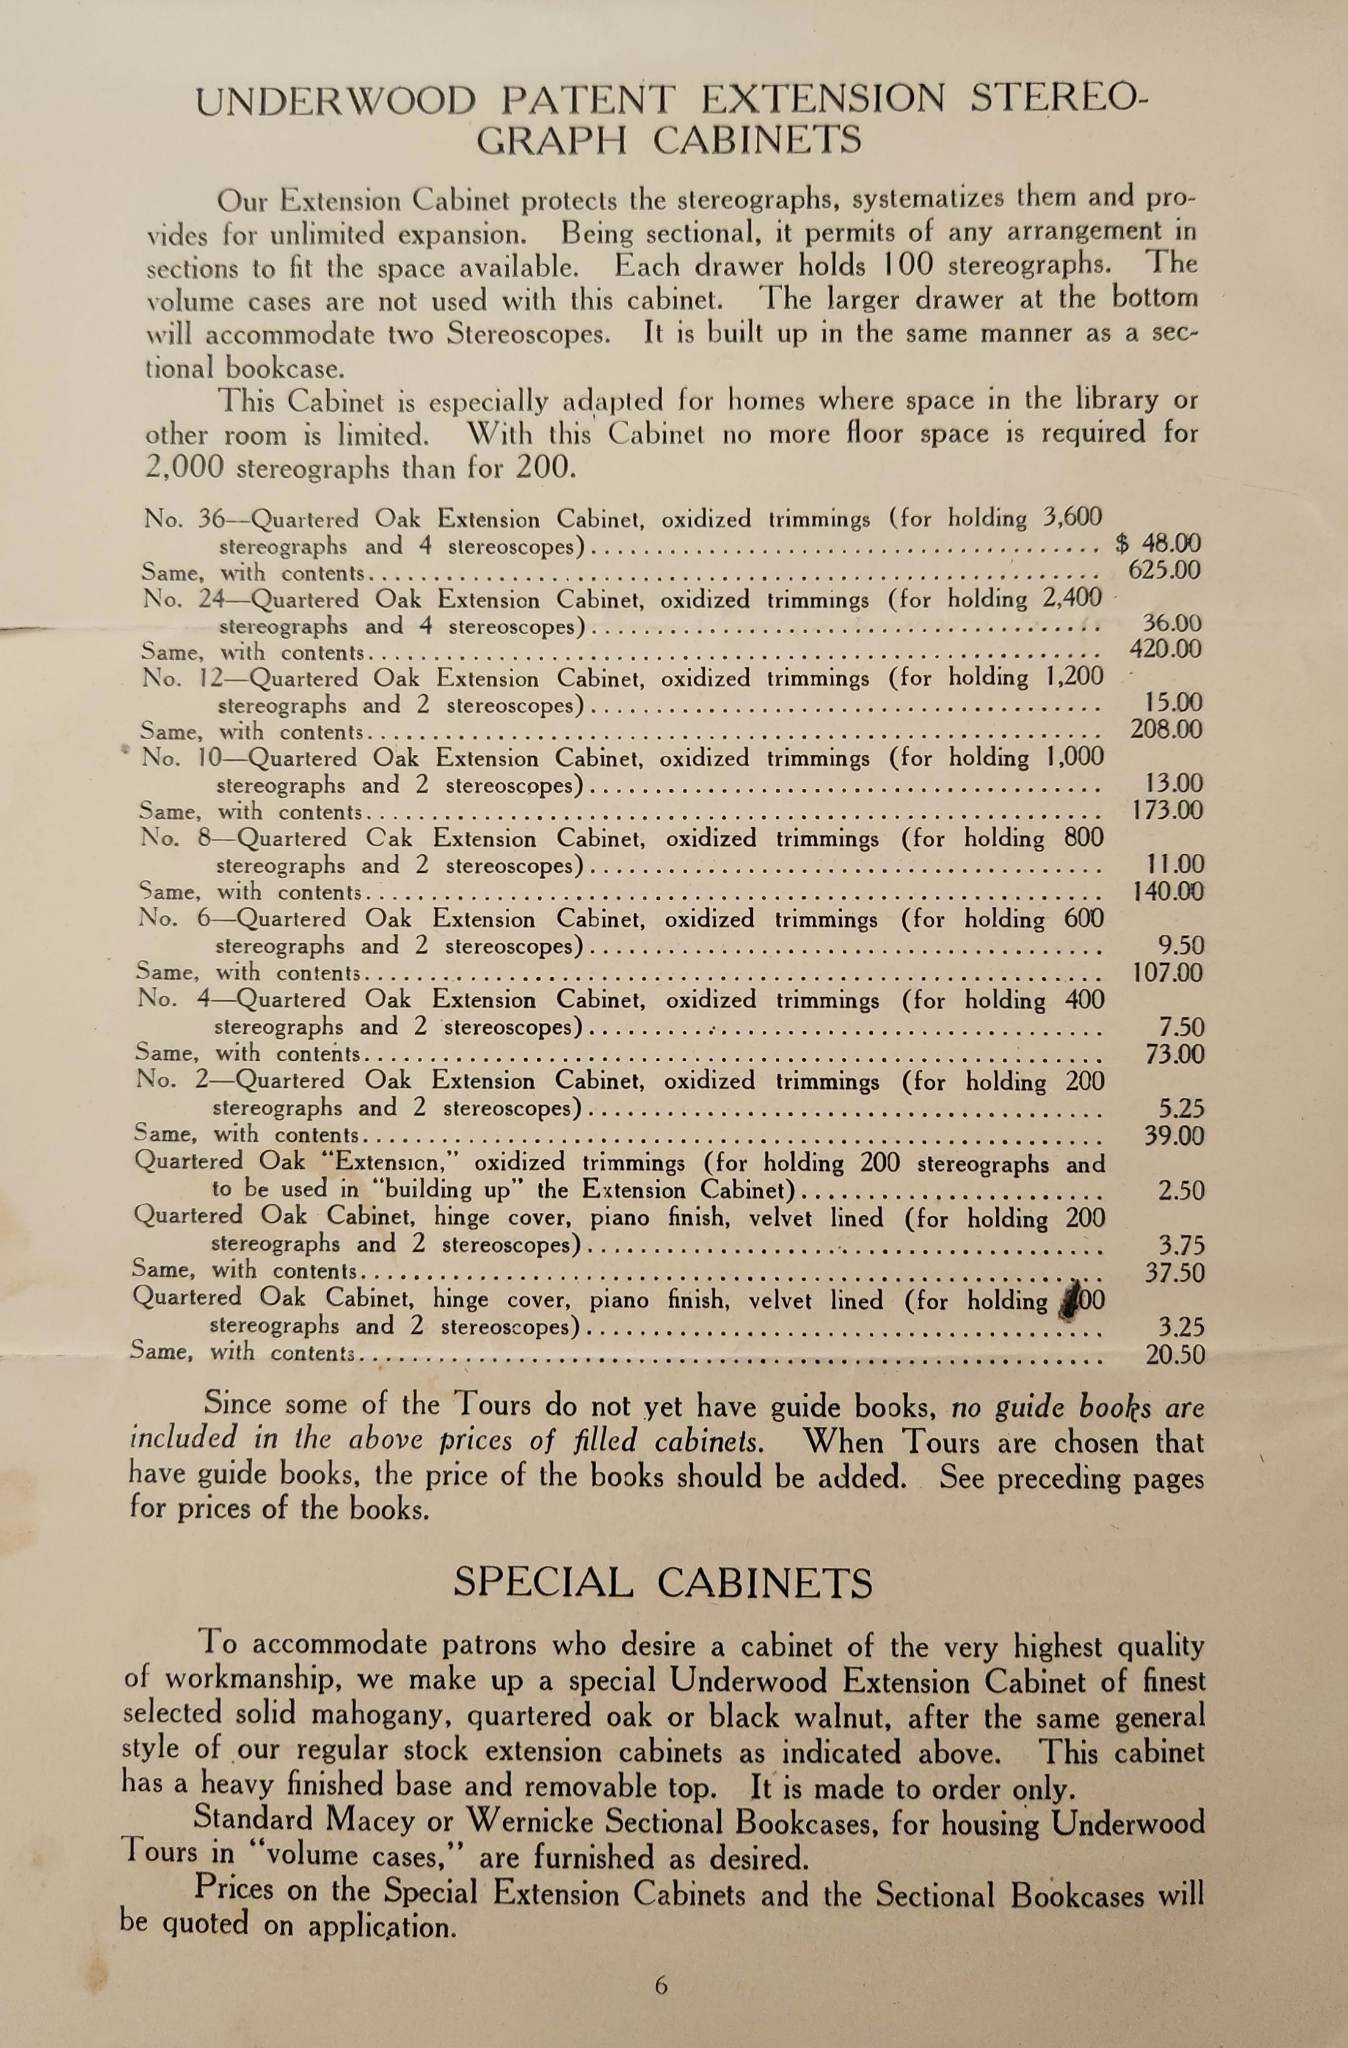 UNDERWOOD PATENT EXTENSION STEREO-
GRAPH CABINETS
Our Extension Cabinet protects the stereographs, systematizes them and pro-
vides for unlimited expansion. Being sectional, it permits of any arrangement in
sections to fit the space available. Each drawer holds 100 stereographs. The
volume cases are not used with this cabinet. The larger drawer at the bottom
will accommodate two Stereoscopes. It is built up in the same manner as a sec-
tional bookcase.
This Cabinet is especially adapted for homes where space in the library or
other room is limited. With this Cabinet no more floor space is required for
2,000 stereographs than for 200.
No. 36—Quartered Oak Extension Cabinet, oxidized trimmings (for holding 3,600
stereographs and 4 stereoscopes)........................................ $ 48.00
Same, with contents........................................................ 625.00
No. 24—Quartered Oak Extension Cabinet, oxidized trimmings (for holding 2,400
stereographs and 4 stereoscopes)........................................ 36.00
Same, with contents........................................................ 420.00
No. 12—Quartered Oak Extension Cabinet, oxidized trimmings (for holding 1,200
stereographs and 2 stereoscopes)........................................ 15.00
Same, with contents........................................................ 208.00
No. 10—Quartered Oak Extension Cabinet, oxidized trimmings (for holding 1,000
stereographs and 2 stereoscopes)........................................ 13.00
Same, with contents........................................................ 173.00
No. 8—Quartered Cak Extension Cabinet, oxidized trimmings (for holding 800
stereographs and 2 stereoscopes)........................................ 11.00
Same, with contents........................................................ 140.00
No. 6—Quartered Oak Extension Cabinet, oxidized trimmings (for holding 600
stereographs and 2 stereoscopes)........................................ 9.50
Same, with contents........................................................ 107.00
No. 4—Quartered Oak Extension Cabinet, oxidized trimmings (for holding 400
stereographs and 2 stereoscopes)........................................ 7.50
Same, with contents........................................................ 73.00
No. 2—Quartered Oak Extension Cabinet, oxidized trimmings (for holding 200
stereographs and 2 stereoscopes)........................................ 5.25
Same, with contents........................................................ 39.00
Quartered Oak "Extension," oxidized trimmings (for holding 200 stereographs and
to be used in "building up" the Extension Cabinet)....................... 2.50
Quartered Oak Cabinet, hinge cover, piano finish, velvet lined (for holding 200
stereographs and 2 stereoscopes)........................................ 3.75
Same, with contents........................................................ 37.50
Quartered Oak Cabinet, hinge cover, piano finish, velvet lined (for holding
stereographs and 2 stereoscopes)........................................ 3.25
Same, with contents........................................................ 20.50
Since some of the Tours do not yet have guide books, no guide books are
included in the above prices of filled cabinets. When Tours are chosen that
have guide books, the price of the books should be added. See preceding pages
for prices of the books.
SPECIAL CABINETS
To accommodate patrons who desire a cabinet of the very highest quality
of workmanship, we make up a special Underwood Extension Cabinet of finest
selected solid mahogany, quartered oak or black walnut, after the same general
style of our regular stock extension cabinets as indicated above. This cabinet
has a heavy finished base and removable top. It is made to order only.
Standard Macey or Wernicke Sectional Bookcases, for housing Underwood
Tours in "volume cases," are furnished as desired.
Prices on the Special Extension Cabinets and the Sectional Bookcases will
be quoted on application.
6